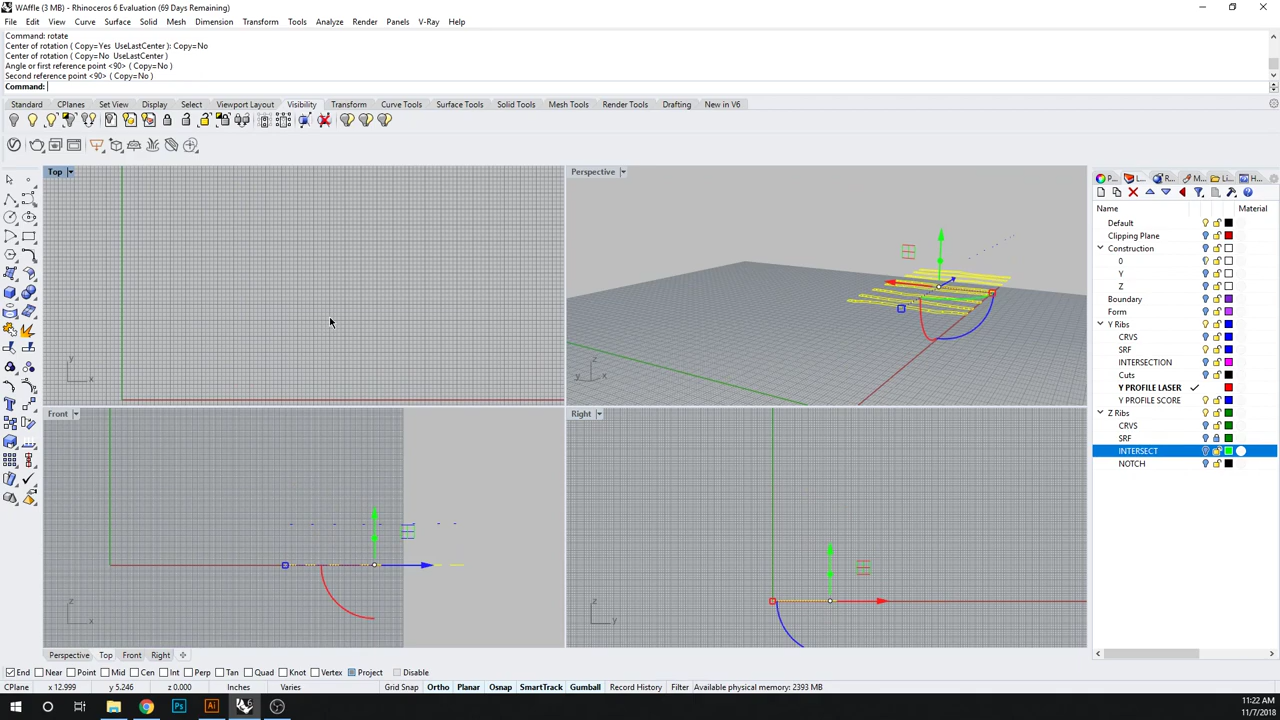 WAffle (3 MB) - Rhinoceros 6 Evaluation (69 Days Remaining)
File Edit View Curve Surface Solid Mesh Dimension Transform Tools Analyze Render Panels V-Ray Window Help
Command: rotate
Center of rotation ( Copy=Yes UseLastCenter ): Copy=No
Center of rotation ( Copy=No UseLastCenter )
Angle or first reference point <90> ( Copy=No )
Second reference point <90> ( Copy=No )
Command:
Standard CPlanes Set View Display Select Viewport Layout Visibility Transform Curve Tools Surface Tools Solid Tools Mesh Tools Render Tools Drafting New in V6
Top
Perspective
P... L... R... M... Li... H...
Name Material
Default
Clipping Plane
Construction
0
Y
Z
Boundary
Form
Y Ribs
CRVS
SRF
INTERSECTION
Cuts
Y PROFILE LASER
Y PROFILE SCORE
Z Ribs
CRVS
SRF
INTERSECT
NOTCH
y
x
z
y
x
Front
Right
z
x
z
y
Perspective Top Front Right
End Near Point Mid Cen Int Perp Tan Quad Knot Vertex Project Disable
CPlane x 12.999 y 5.246 z 0.000 Inches Varies Grid Snap Ortho Planar Osnap SmartTrack Gumball Record History Filter Available physical memory: 2393 MB
Ps Ai
11:22 AM
11/7/2018